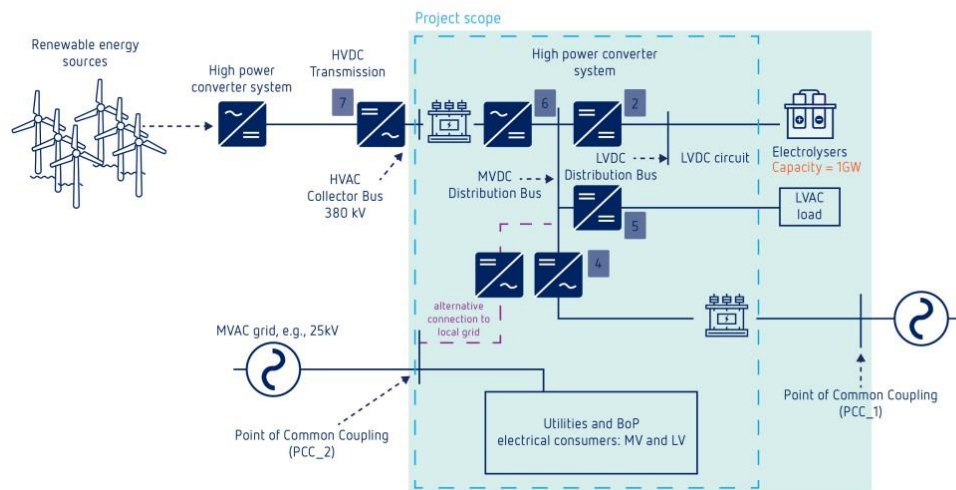 Project scope
Renewable energy
sources
High power
converter system
HVDC
Transmission
7
High power converter
system
6
2
HVAC
Collector Bus
380 kV
MVDC
Distribution Bus
LVDC
Distribution Bus
LVDC circuit
Electrolysers
Capacity = 1GW
5
LVAC
load
4
alternative
connection to
local grid
MVAC grid, e.g., 25kV
Point of Common Coupling
(PCC_2)
Utilities and BoP
electrical consumers: MV and LV
Point of Common Coupling
(PCC_1)